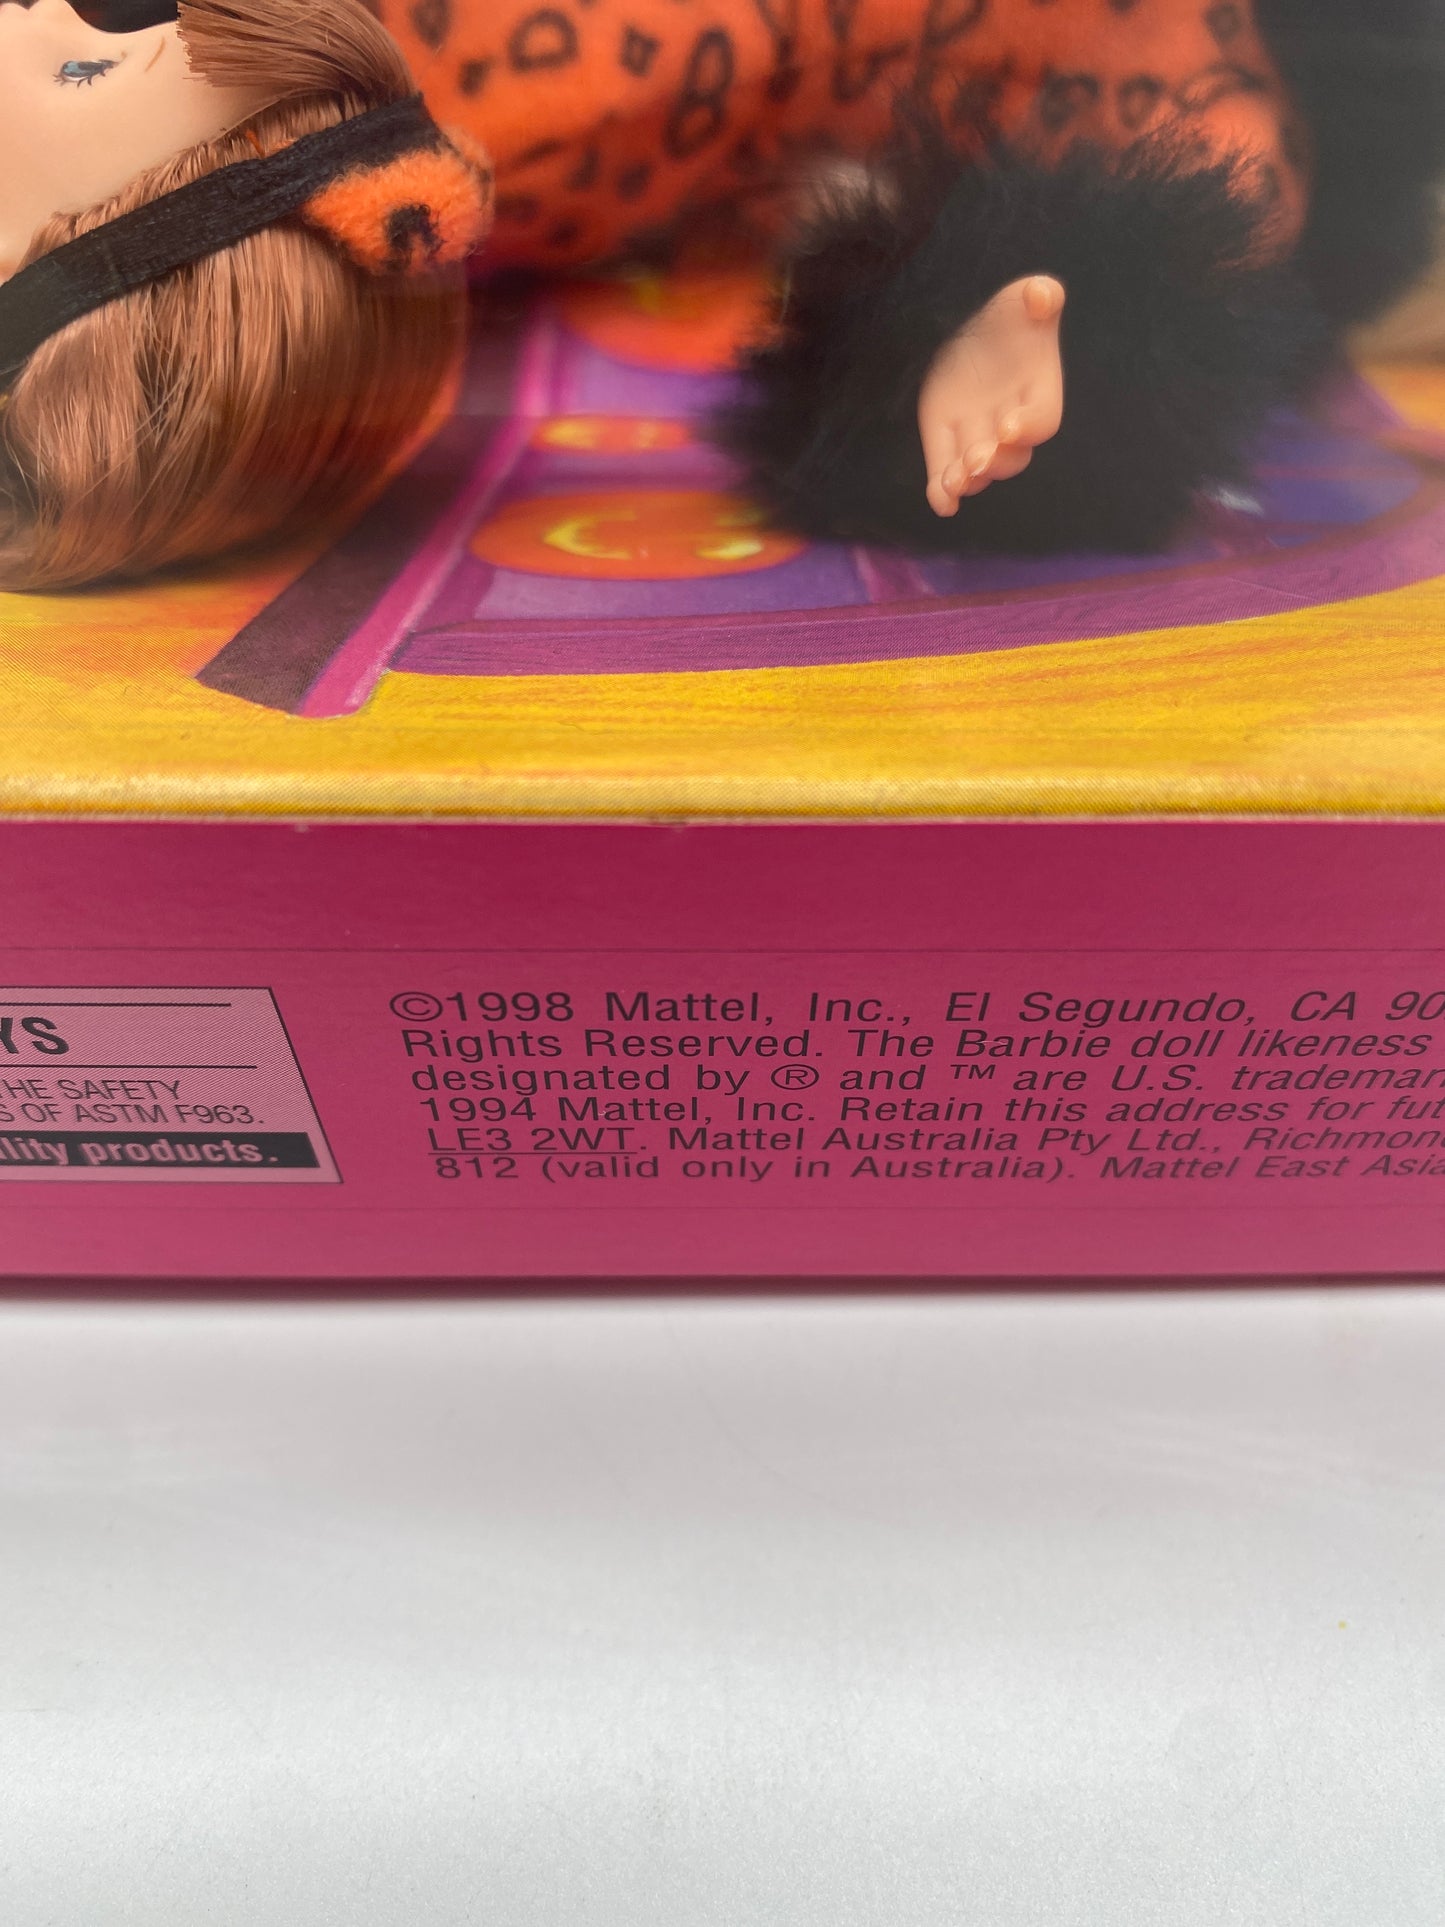 YS
HE SAFETY
S OF ASTM F963.
lity products.
©1998 Mattel, Inc., El Segundo, CA 90
Rights Reserved. The Barbie doll likeness
designated by ® and ™ are U.S. trademar
1994 Mattel, Inc. Retain this address for fut
LE3 2WT. Mattel Australia Pty Ltd., Richmon
812 (valid only in Australia). Mattel East Asia